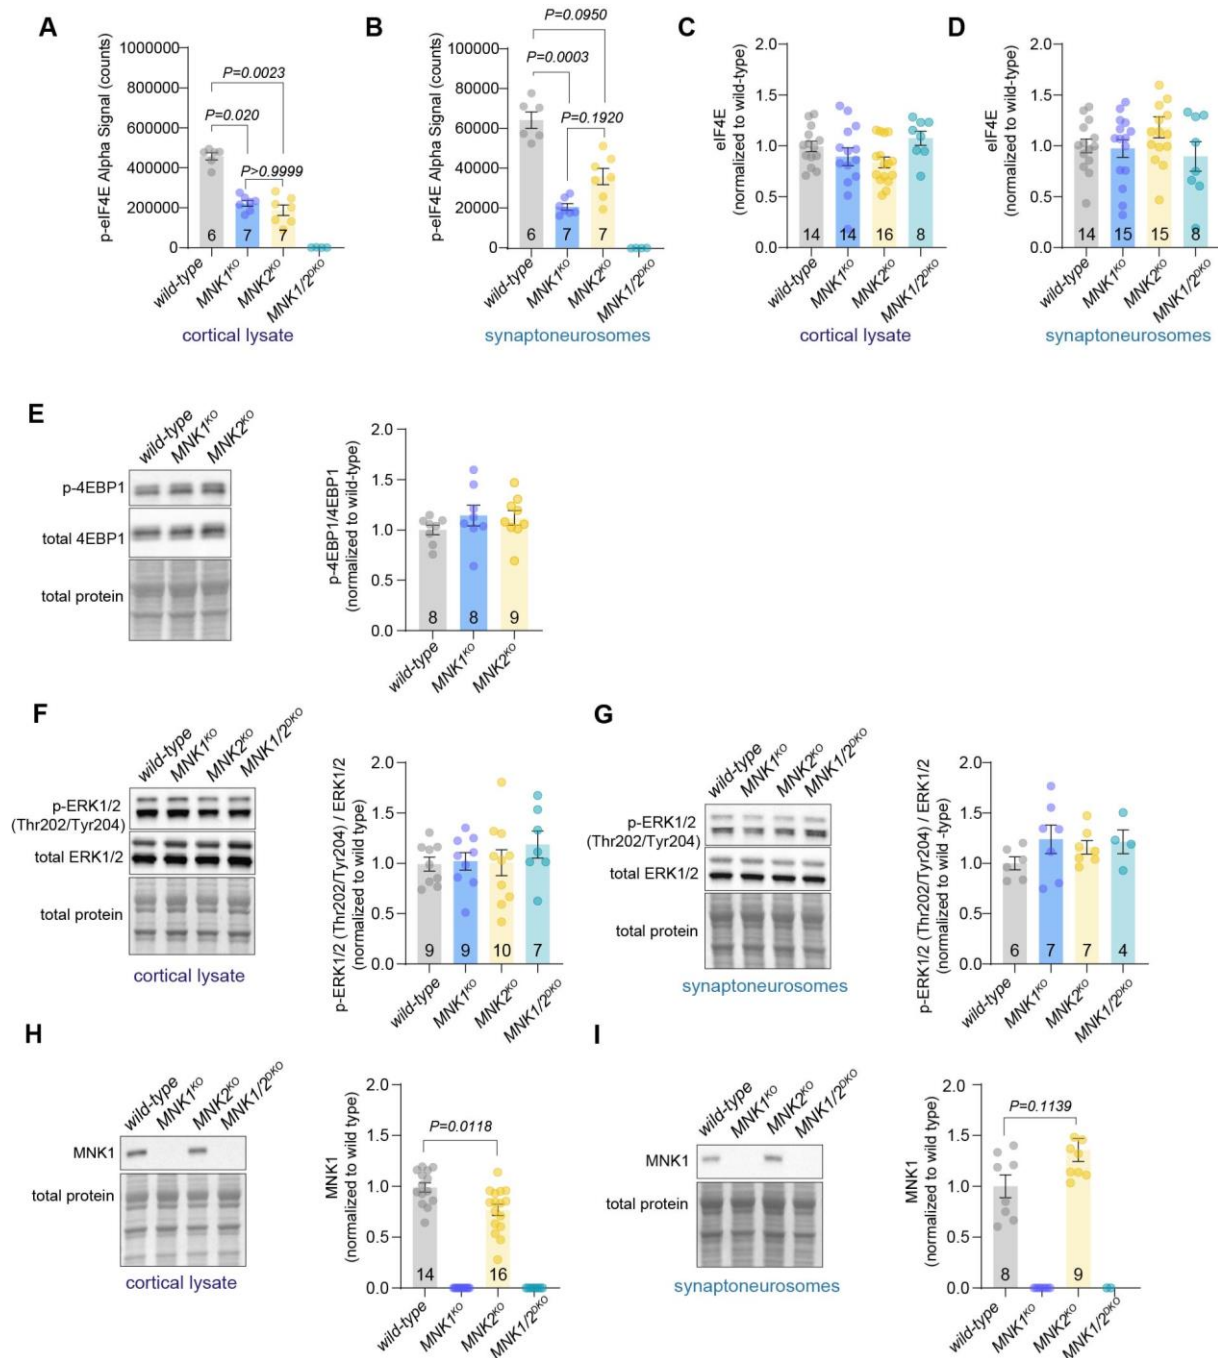 A
p-eIF4E Alpha Signal (counts)
1000000
800000
600000
400000
200000
0
P=0.0023
P=0.020
P>0.9999
6
7
7
wild-type
MNK1KO
MNK2KO
MNK1/2DKO
cortical lysate
B
p-eIF4E Alpha Signal (counts)
100000
80000
60000
40000
20000
0
P=0.0950
P=0.0003
P=0.1920
6
7
7
wild-type
MNK1KO
MNK2KO
MNK1/2DKO
synaptoneurosomes
C
eIF4E
(normalized to wild-type)
2.0
1.5
1.0
0.5
0.0
14
14
16
8
wild-type
MNK1KO
MNK2KO
MNK1/2DKO
cortical lysate
D
eIF4E
(normalized to wild-type)
2.0
1.5
1.0
0.5
0.0
14
15
15
8
wild-type
MNK1KO
MNK2KO
MNK1/2DKO
synaptoneurosomes
E
wild-type
MNK1KO
MNK2KO
p-4EBP1
total 4EBP1
total protein
p-4EBP1/4EBP1
(normalized to wild-type)
2.0
1.5
1.0
0.5
0.0
8
8
9
wild-type
MNK1KO
MNK2KO
F
wild-type
MNK1KO
MNK2KO
MNK1/2DKO
p-ERK1/2
(Thr202/Tyr204)
total ERK1/2
total protein
cortical lysate
p-ERK1/2 (Thr202/Tyr204) / ERK1/2
(normalized to wild type)
2.0
1.5
1.0
0.5
0.0
9
9
10
7
wild-type
MNK1KO
MNK2KO
MNK1/2DKO
G
wild-type
MNK1KO
MNK2KO
MNK1/2DKO
p-ERK1/2
(Thr202/Tyr204)
total ERK1/2
total protein
synaptoneurosomes
p-ERK1/2 (Thr202/Tyr204) / ERK1/2
(normalized to wild -type)
2.0
1.5
1.0
0.5
0.0
6
7
7
4
wild-type
MNK1KO
MNK2KO
MNK1/2DKO
H
wild-type
MNK1KO
MNK2KO
MNK1/2DKO
MNK1
total protein
cortical lysate
MNK1
(normalized to wild type)
2.0
1.5
1.0
0.5
0.0
P=0.0118
14
16
wild-type
MNK1KO
MNK2KO
MNK1/2DKO
I
wild-type
MNK1KO
MNK2KO
MNK1/2DKO
MNK1
total protein
synaptoneurosomes
MNK1
(normalized to wild type)
2.0
1.5
1.0
0.5
0.0
P=0.1139
8
9
wild-type
MNK1KO
MNK2KO
MNK1/2DKO